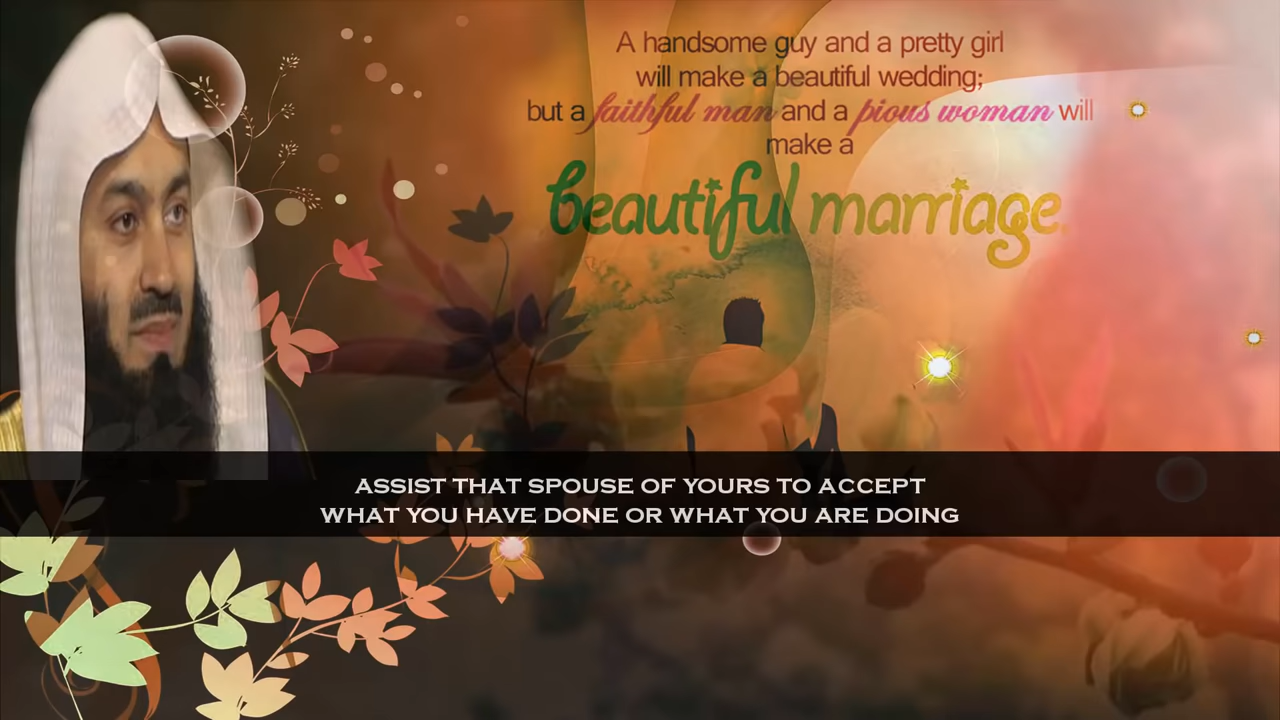 A handsome guy and a pretty girl
will make a beautiful wedding;
but a faithful man and a pious woman will
make a
beautiful marriage.
ASSIST THAT SPOUSE OF YOURS TO ACCEPT
WHAT YOU HAVE DONE OR WHAT YOU ARE DOING